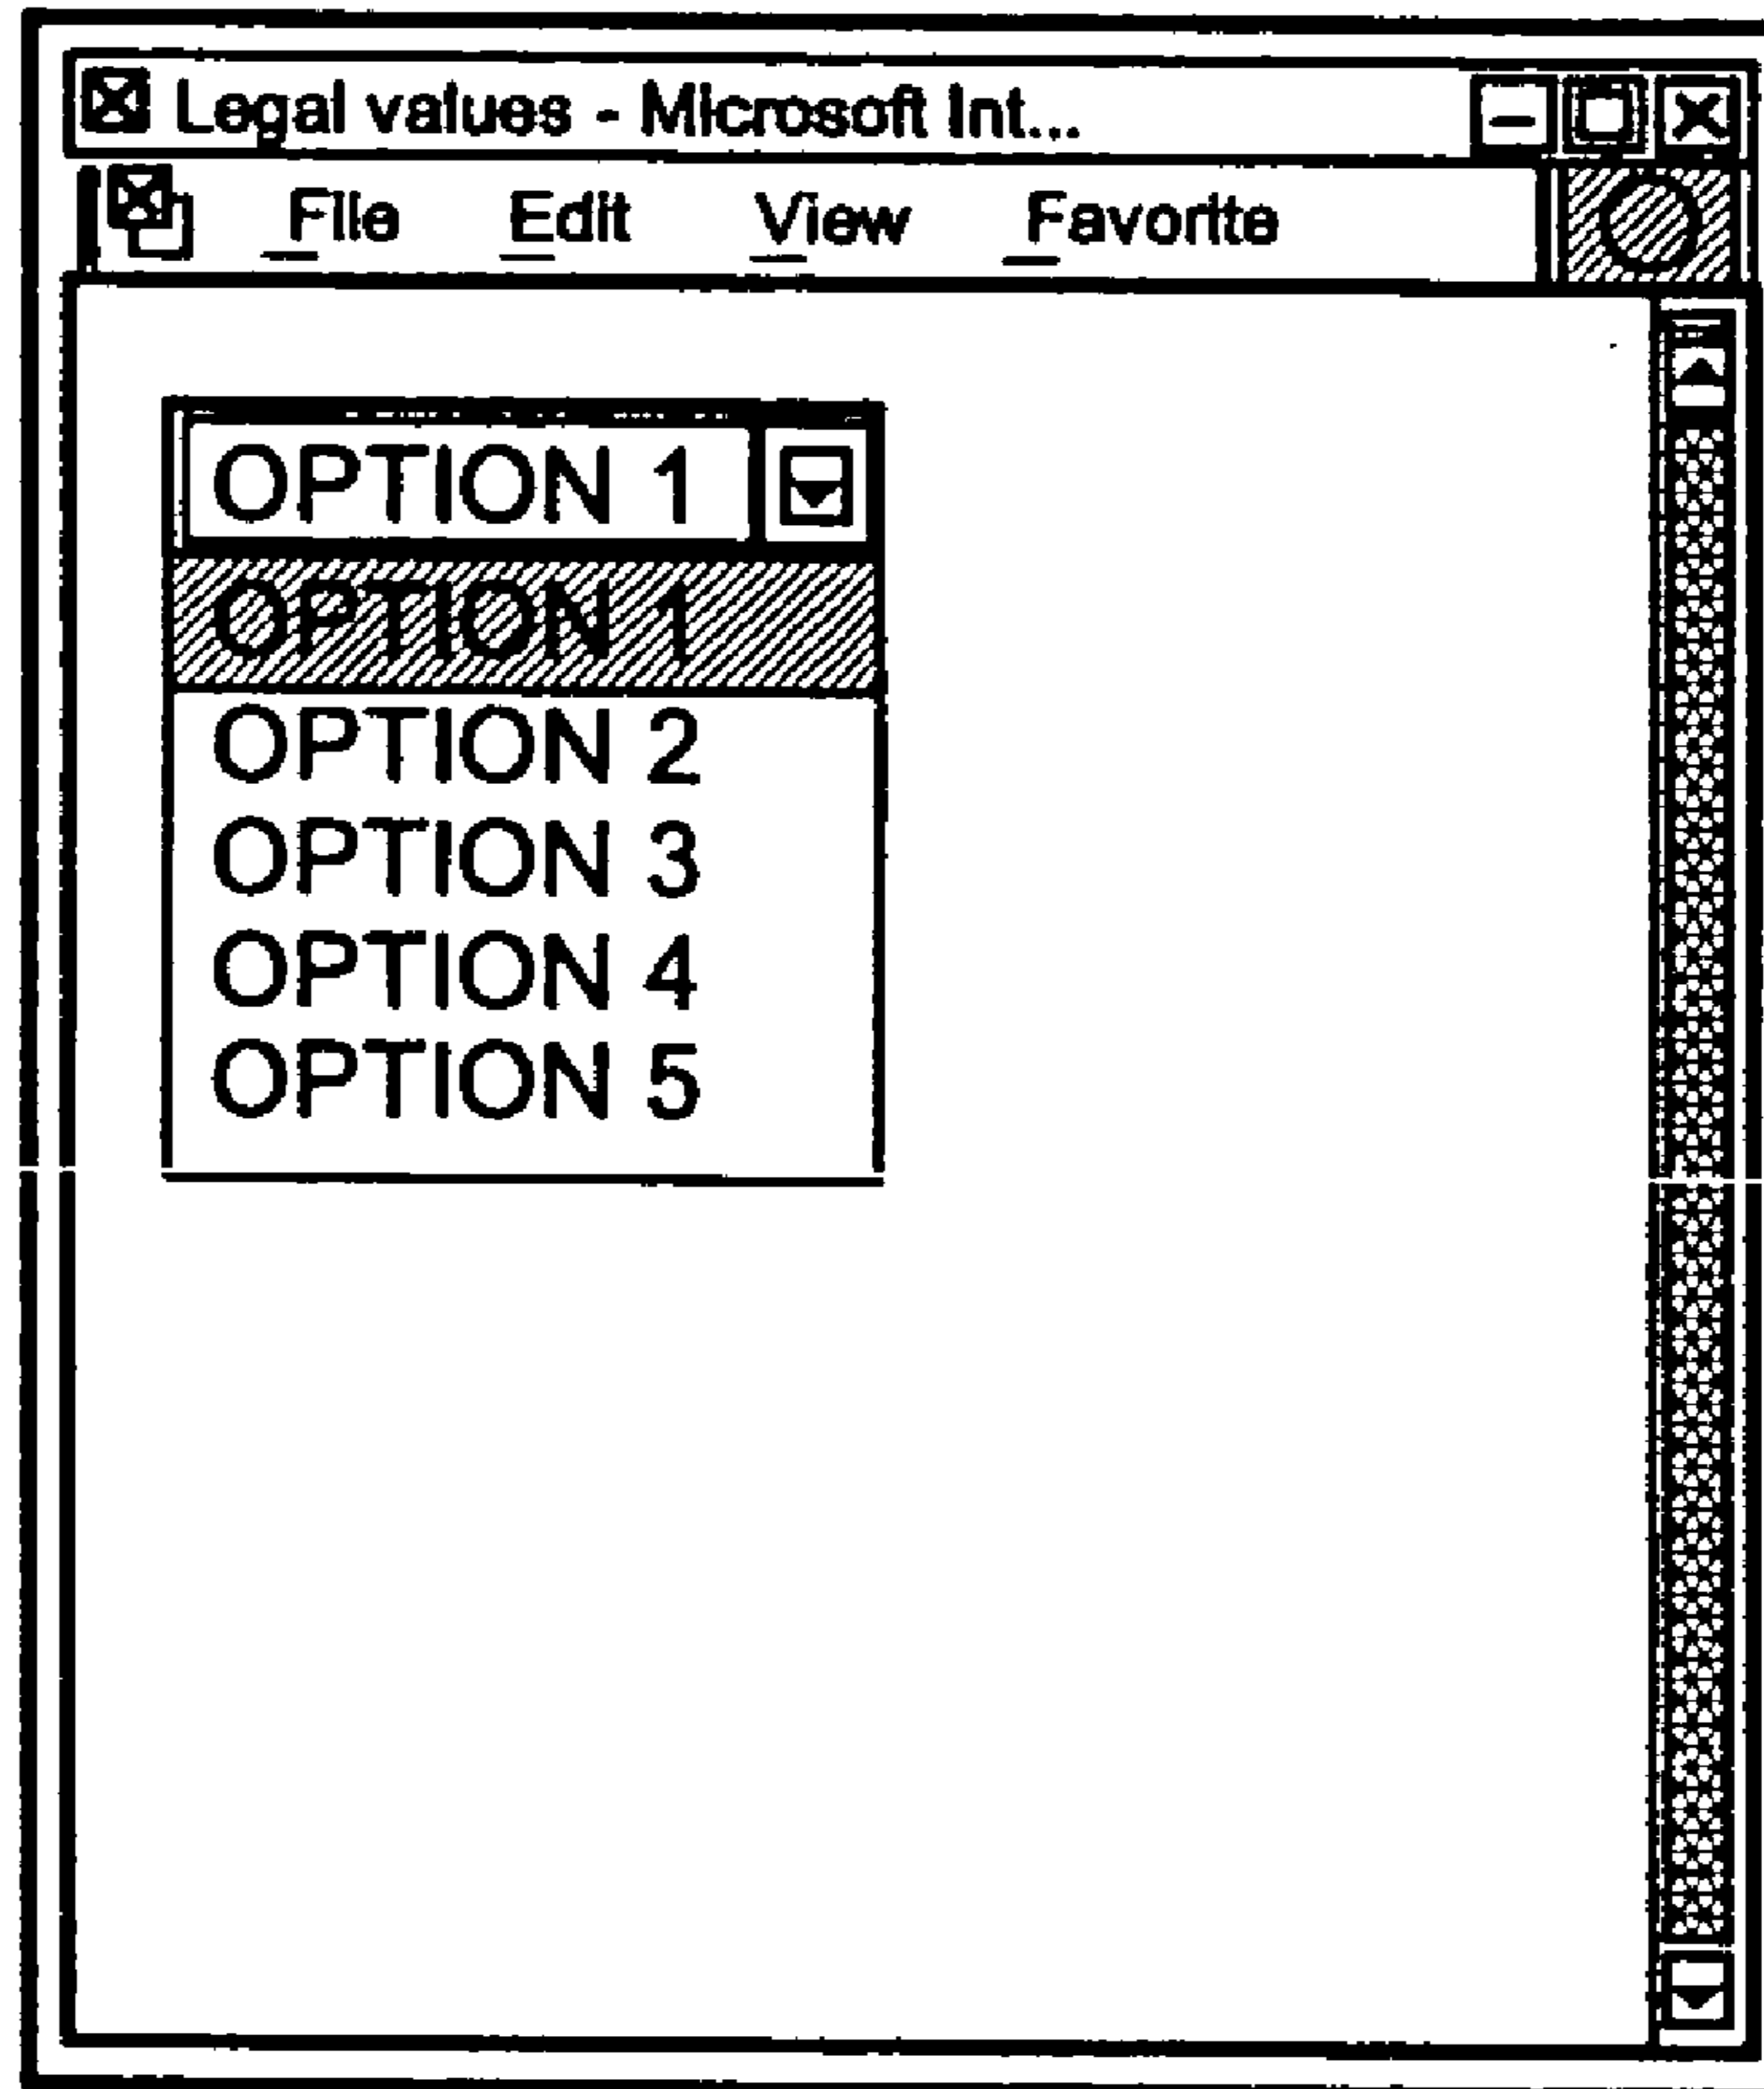 Legal values - Microsoft Int...
File Edit View Favorite
OPTION 1
OPTION 1
OPTION 2
OPTION 3
OPTION 4
OPTION 5